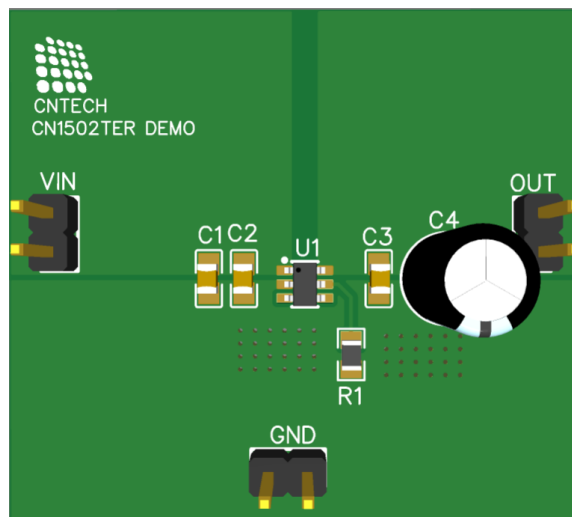 CNTECH
CN1502TER DEMO
VIN
OUT
C1
C2
U1
C3
C4
R1
GND